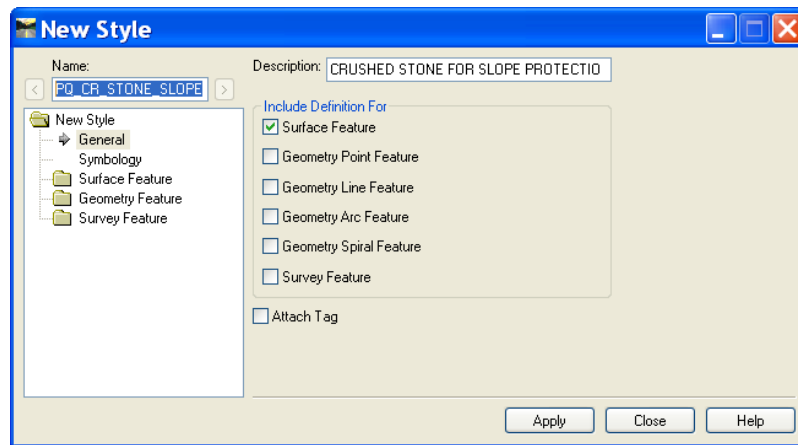 New Style
Name:
PQ_CR_STONE_SLOPE
Description: CRUSHED STONE FOR SLOPE PROTECTIO
New Style
General
Symbology
Surface Feature
Geometry Feature
Survey Feature
Include Definition For
Surface Feature
Geometry Point Feature
Geometry Line Feature
Geometry Arc Feature
Geometry Spiral Feature
Survey Feature
Attach Tag
Apply Close Help